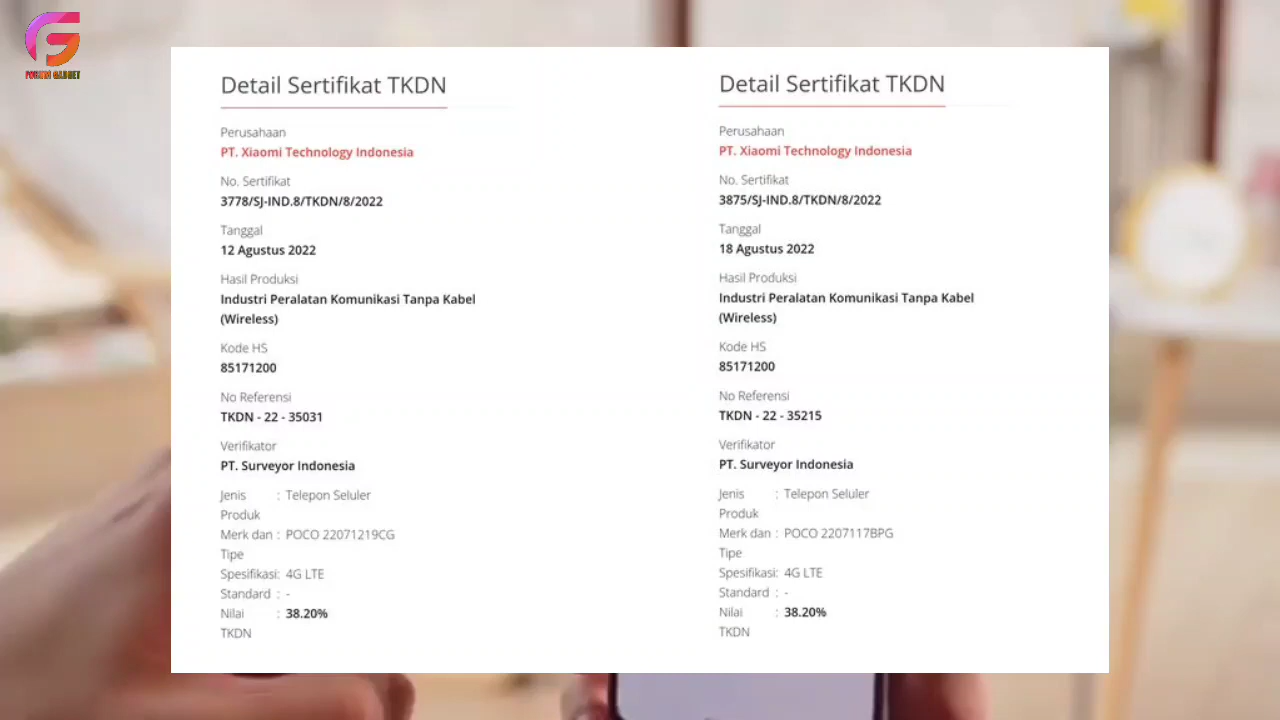 FORUM GADGET
Detail Sertifikat TKDN
Perusahaan
PT. Xiaomi Technology Indonesia
No. Sertifikat
3778/SJ-IND.8/TKDN/8/2022
Tanggal
12 Agustus 2022
Hasil Produksi
Industri Peralatan Komunikasi Tanpa Kabel
(Wireless)
Kode HS
85171200
No Referensi
TKDN - 22 - 35031
Verifikator
PT. Surveyor Indonesia
Jenis : Telepon Seluler
Produk
Merk dan : POCO 22071219CG
Tipe
Spesifikasi: 4G LTE
Standard : -
Nilai : 38.20%
TKDN
Detail Sertifikat TKDN
Perusahaan
PT. Xiaomi Technology Indonesia
No. Sertifikat
3875/SJ-IND.8/TKDN/8/2022
Tanggal
18 Agustus 2022
Hasil Produksi
Industri Peralatan Komunikasi Tanpa Kabel
(Wireless)
Kode HS
85171200
No Referensi
TKDN - 22 - 35215
Verifikator
PT. Surveyor Indonesia
Jenis : Telepon Seluler
Produk
Merk dan : POCO 2207117BPG
Tipe
Spesifikasi: 4G LTE
Standard : -
Nilai : 38.20%
TKDN